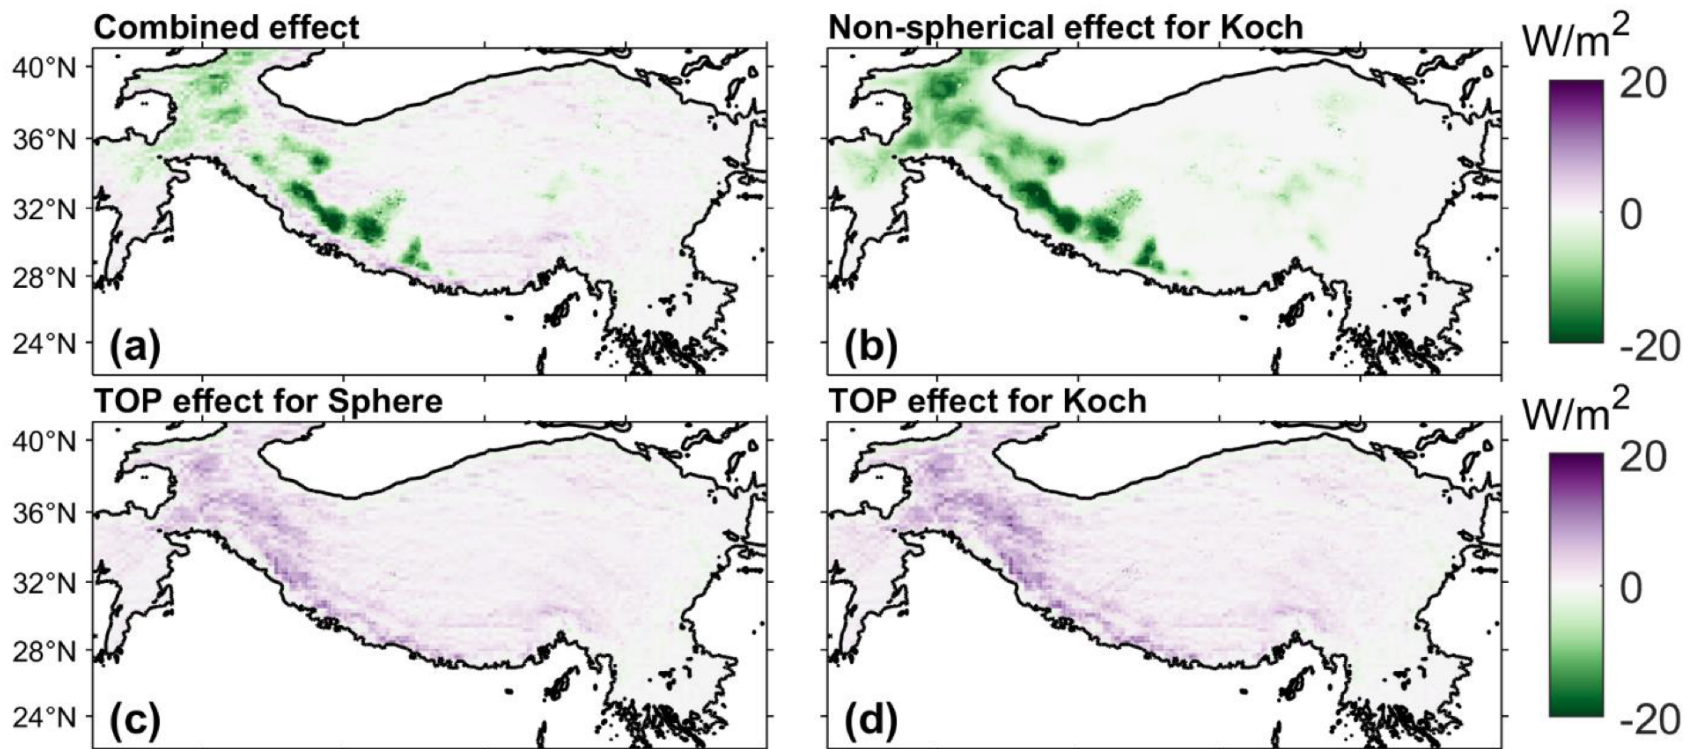 Combined effect
Non-spherical effect for Koch
W/m²
40°N
36°N
32°N
28°N
24°N
(a)
(b)
20
0
-20
TOP effect for Sphere
TOP effect for Koch
W/m²
40°N
36°N
32°N
28°N
24°N
(c)
(d)
20
0
-20